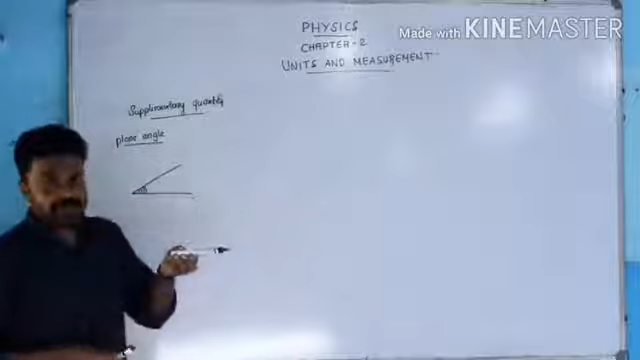 PHYSICS
Made with KINEMASTER
CHAPTER-2
UNITS AND MEASUREMENT
Supplimentary quantity
plane angle